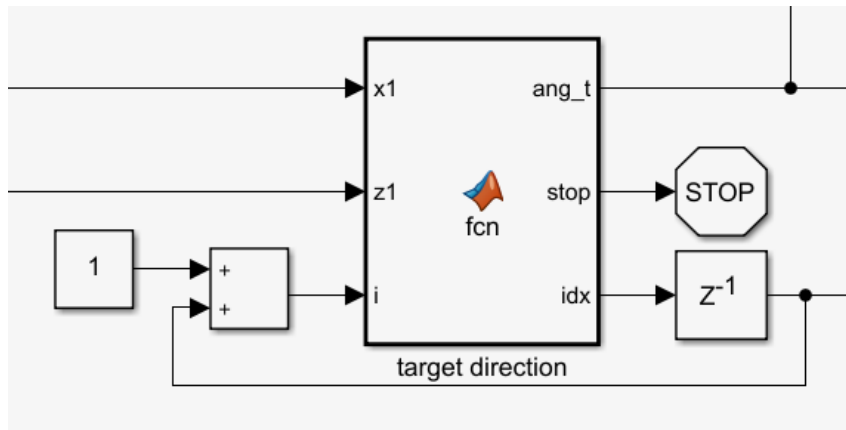 x1 ang_t
z1 stop STOP
fcn
1 + i idx Z-1
+
target direction